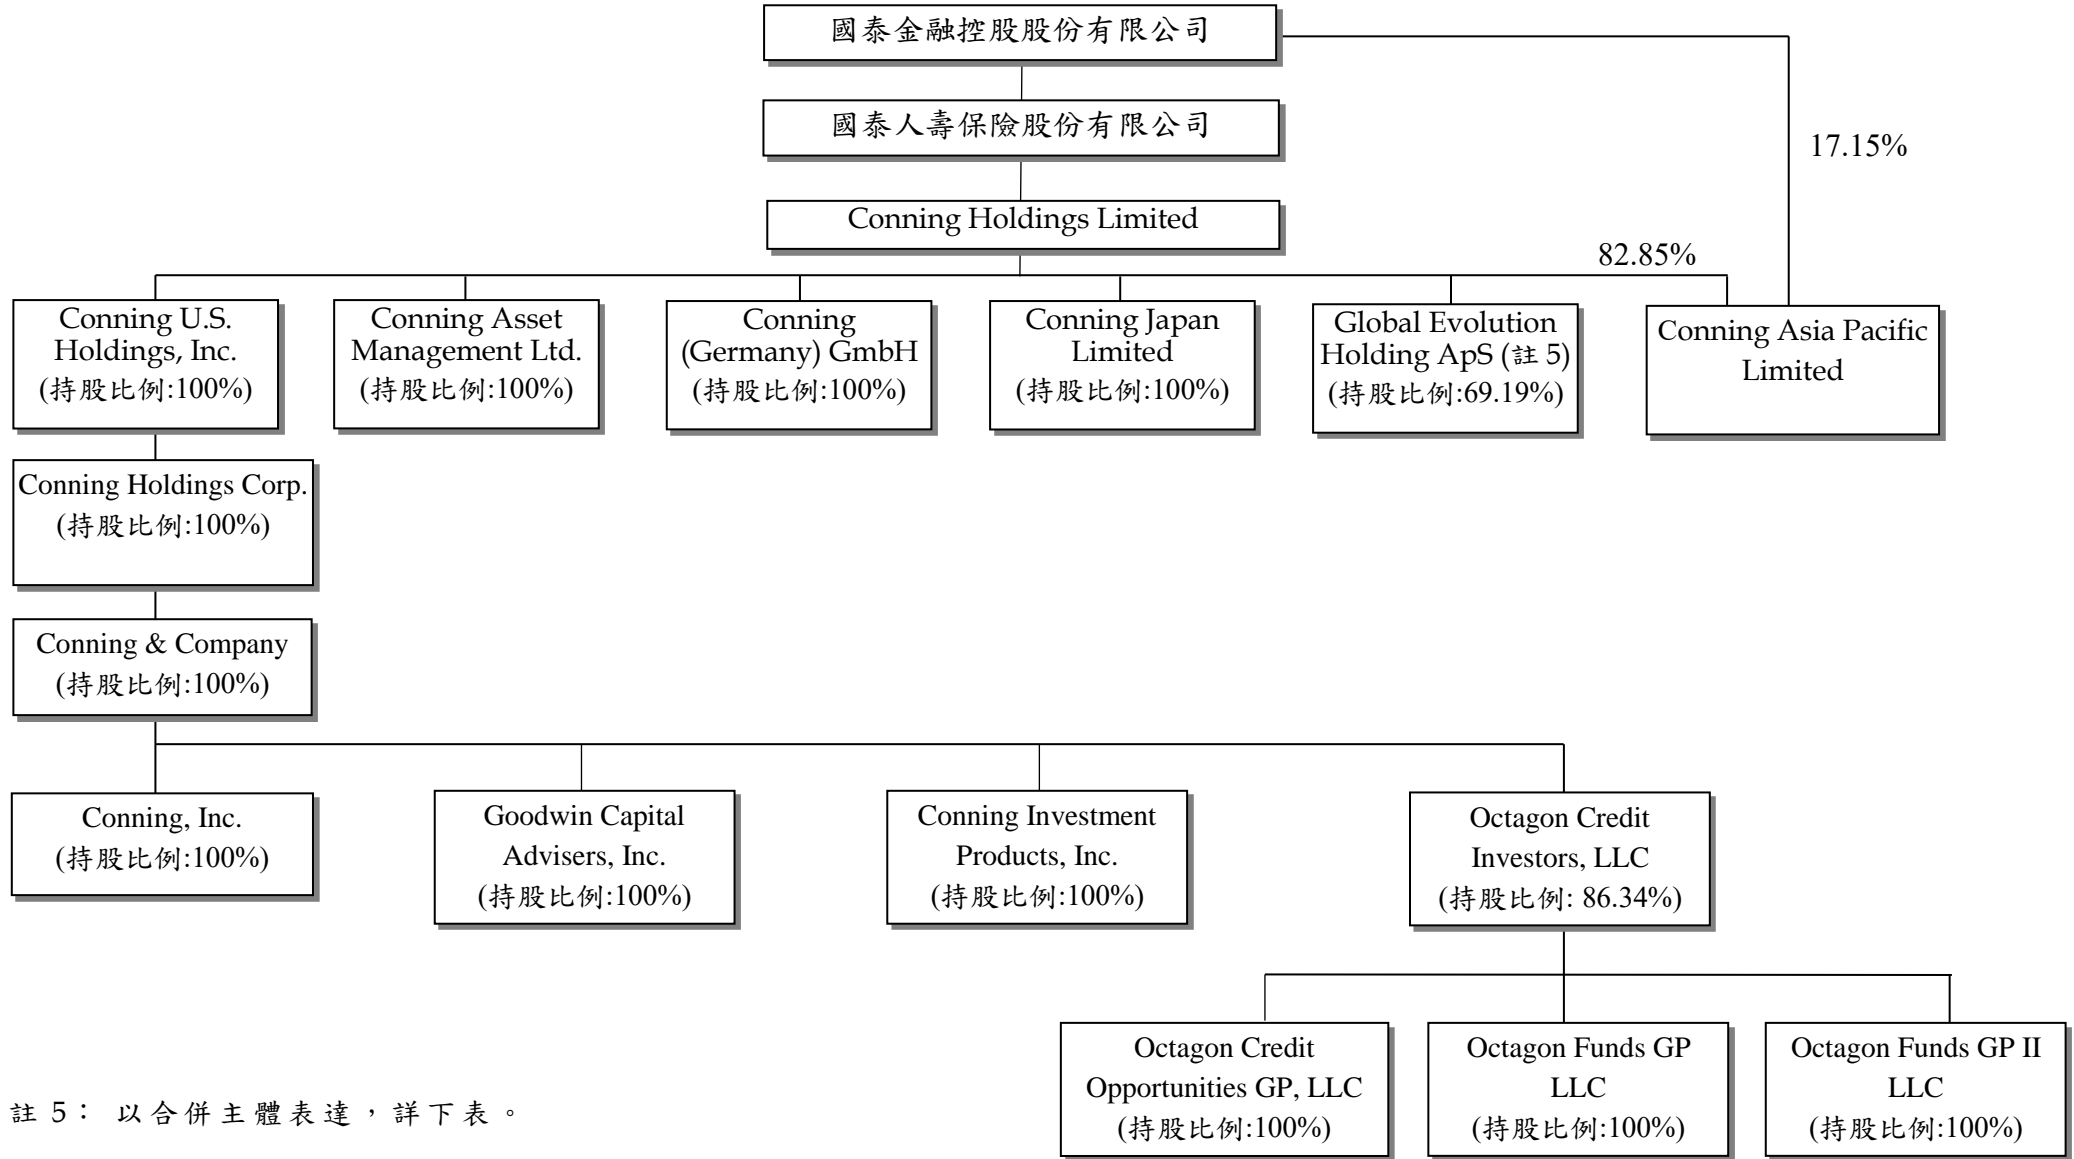 國泰金融控股股份有限公司
國泰人壽保險股份有限公司
17.15%
Conning Holdings Limited
82.85%
Conning U.S.
Holdings, Inc.
(持股比例:100%)
Conning Asset
Management Ltd.
(持股比例:100%)
Conning
(Germany) GmbH
(持股比例:100%)
Conning Japan
Limited
(持股比例:100%)
Global Evolution
Holding ApS (註 5)
(持股比例:69.19%)
Conning Asia Pacific
Limited
Conning Holdings Corp.
(持股比例:100%)
Conning & Company
(持股比例:100%)
Conning, Inc.
(持股比例:100%)
Goodwin Capital
Advisers, Inc.
(持股比例:100%)
Conning Investment
Products, Inc.
(持股比例:100%)
Octagon Credit
Investors, LLC
(持股比例: 86.34%)
Octagon Credit
Opportunities GP, LLC
(持股比例:100%)
Octagon Funds GP
LLC
(持股比例:100%)
Octagon Funds GP II
LLC
(持股比例:100%)
註 5： 以合併主體表達，詳下表。